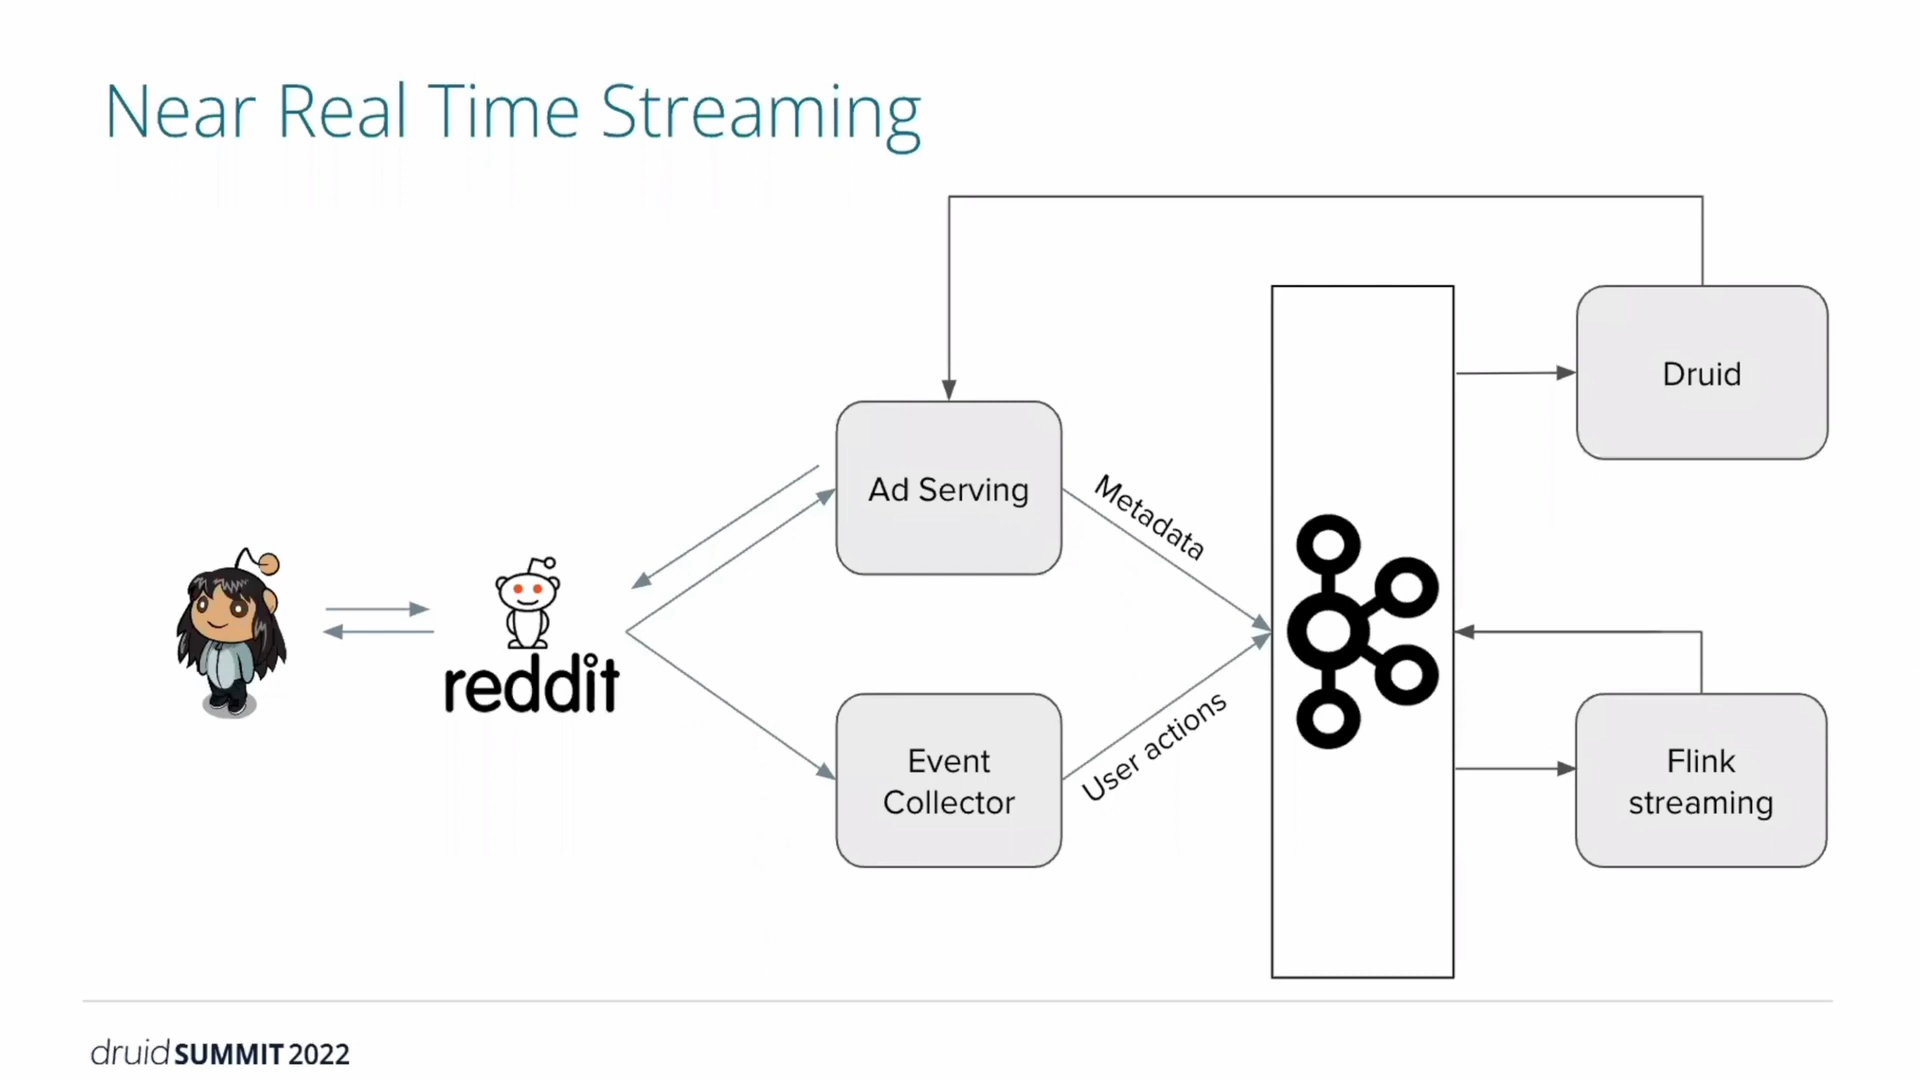 Near Real Time Streaming
Druid
Ad Serving
Metadata
reddit
User actions
Event
Collector
Flink
streaming
druid SUMMIT 2022